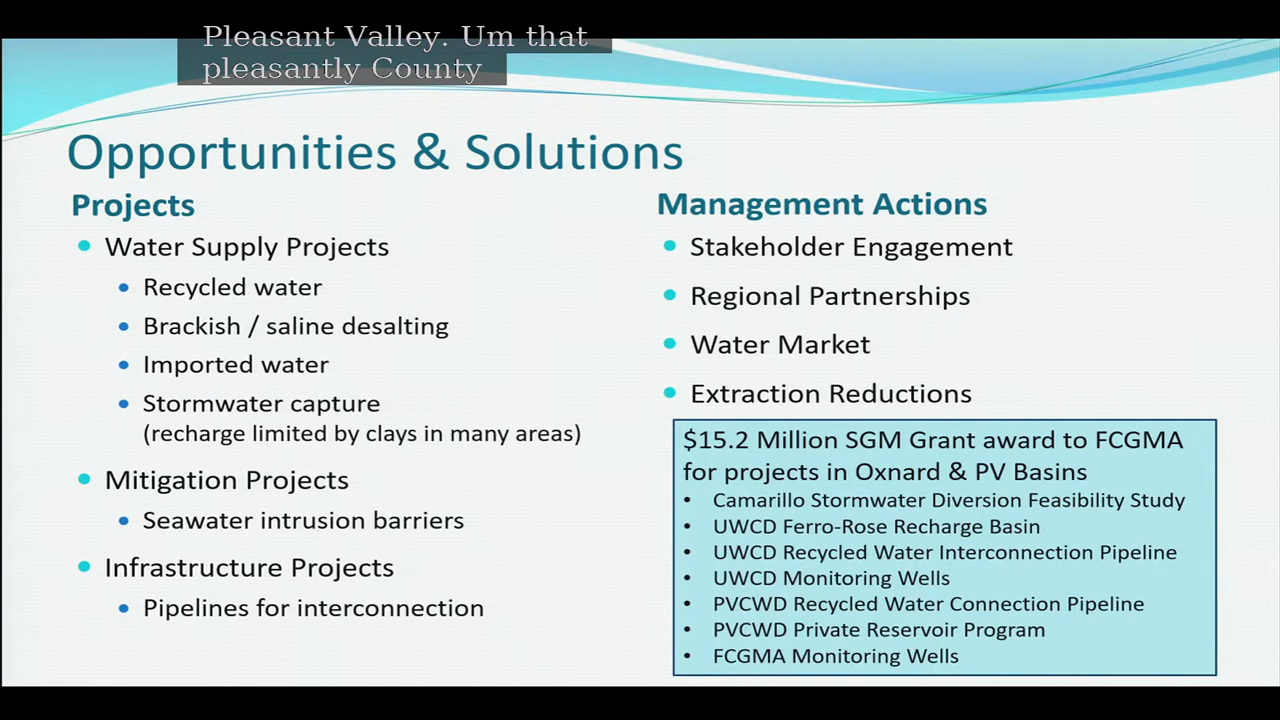 Pleasant Valley. Um that
pleasantly County
Opportunities & Solutions
Projects
• Water Supply Projects
• Recycled water
• Brackish / saline desalting
• Imported water
• Stormwater capture
(recharge limited by clays in many areas)
• Mitigation Projects
• Seawater intrusion barriers
• Infrastructure Projects
• Pipelines for interconnection
Management Actions
• Stakeholder Engagement
• Regional Partnerships
• Water Market
• Extraction Reductions
$15.2 Million SGM Grant award to FCGMA
for projects in Oxnard & PV Basins
• Camarillo Stormwater Diversion Feasibility Study
• UWCD Ferro-Rose Recharge Basin
• UWCD Recycled Water Interconnection Pipeline
• UWCD Monitoring Wells
• PVCWD Recycled Water Connection Pipeline
• PVCWD Private Reservoir Program
• FCGMA Monitoring Wells